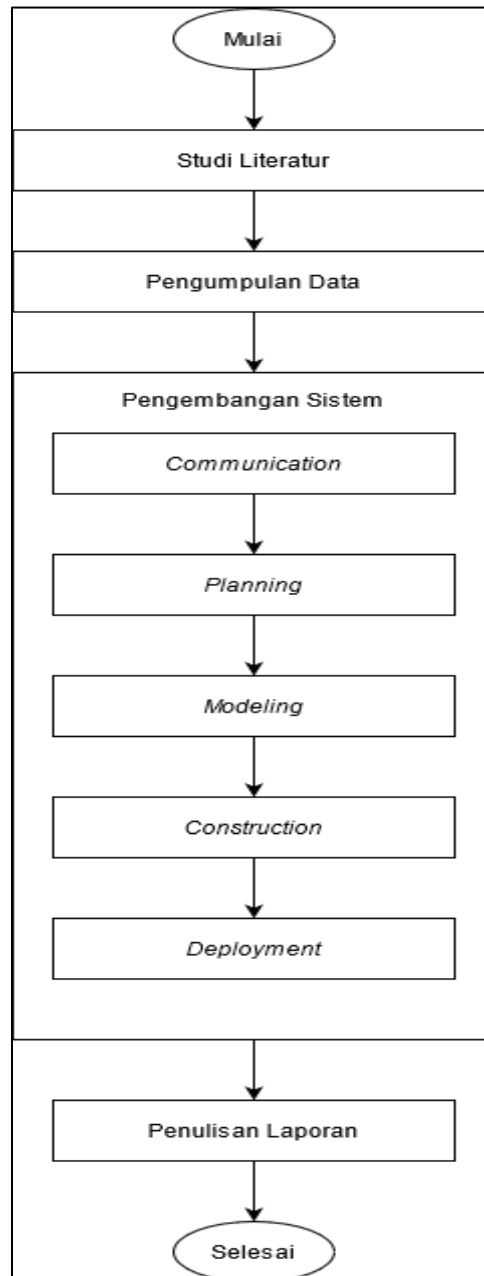 Mulai
Studi Literatur
Pengumpulan Data
Pengembangan Sistem
Communication
Planning
Modeling
Construction
Deployment
Penulisan Laporan
Selesai